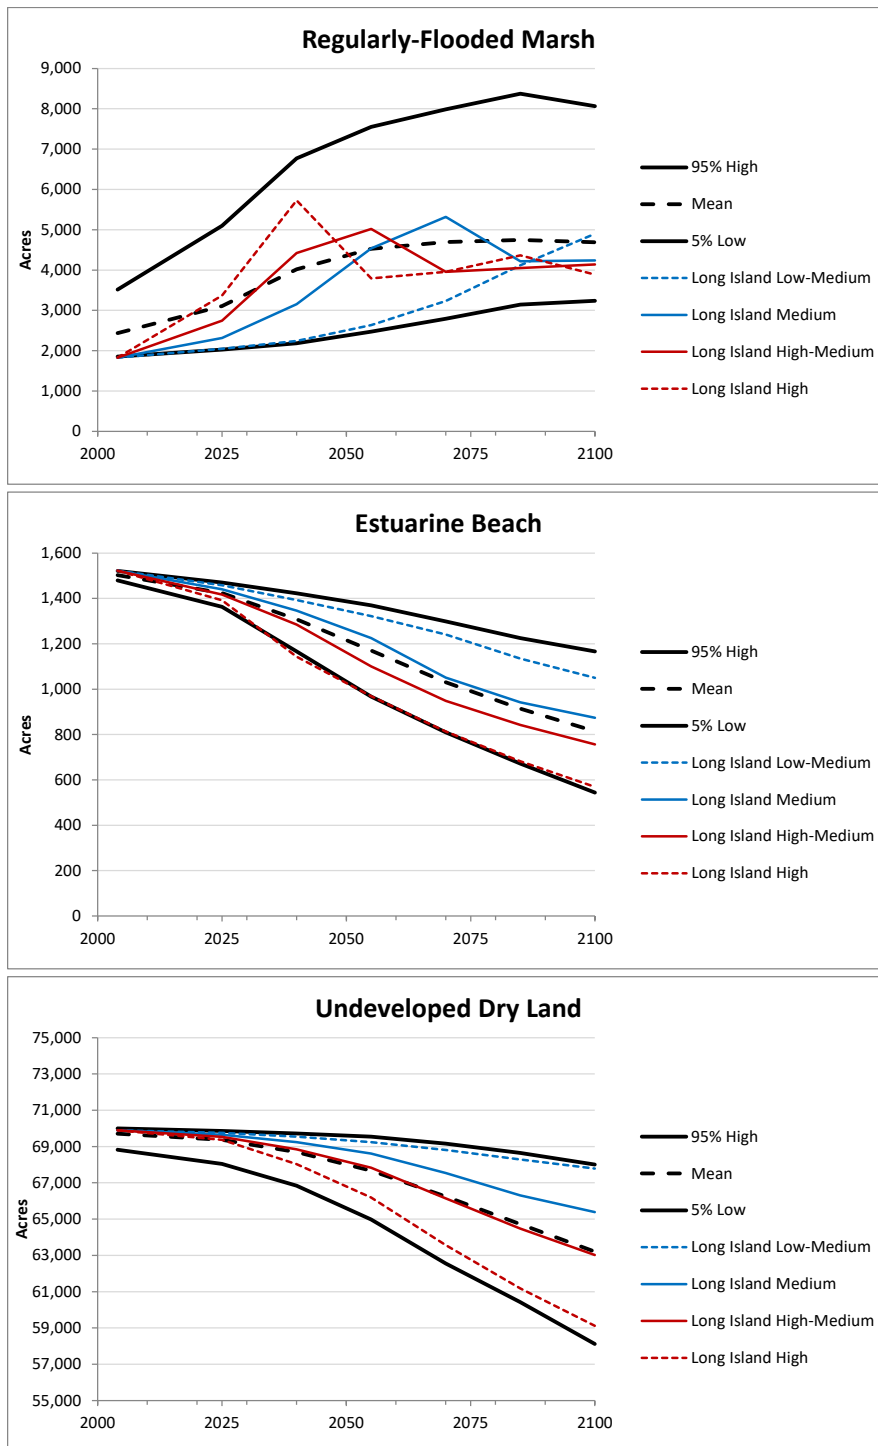 Regularly-Flooded Marsh
9,000
8,000
7,000
6,000
5,000
4,000
3,000
2,000
1,000
0
Acres
2000
2025
2050
2075
2100
95% High
Mean
5% Low
Long Island Low-Medium
Long Island Medium
Long Island High-Medium
Long Island High
Estuarine Beach
1,600
1,400
1,200
1,000
800
600
400
200
0
Acres
2000
2025
2050
2075
2100
95% High
Mean
5% Low
Long Island Low-Medium
Long Island Medium
Long Island High-Medium
Long Island High
Undeveloped Dry Land
75,000
73,000
71,000
69,000
67,000
65,000
63,000
61,000
59,000
57,000
55,000
Acres
2000
2025
2050
2075
2100
95% High
Mean
5% Low
Long Island Low-Medium
Long Island Medium
Long Island High-Medium
Long Island High